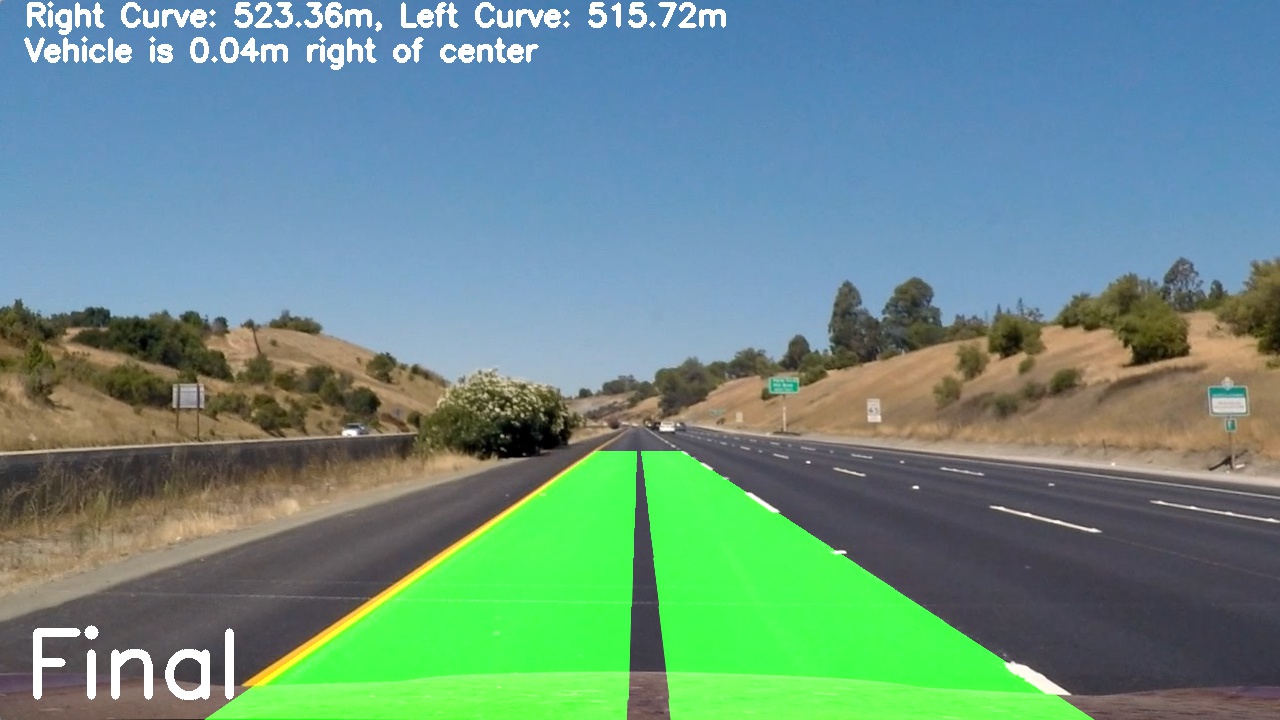 Right Curve: 523.36m, Left Curve: 515.72m
Vehicle is 0.04m right of center
Final